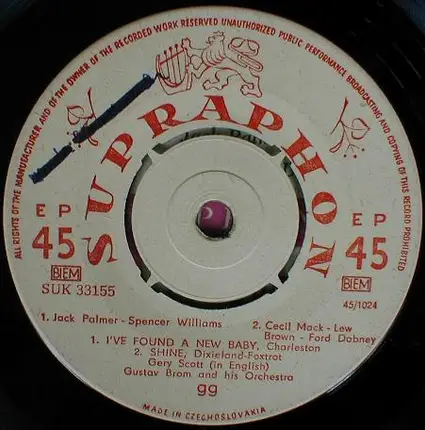 ALL RIGHTS OF THE MANUFACTURER AND OF THE OWNER OF THE RECORDED WORK RESERVED UNAUTHORIZED PUBLIC PERFORMANCE BROADCASTING AND COPYING OF THIS RECORD PROHIBITED
SUPRAPHON
EP
45
BIEM
SUK 33155
EP
45
BIEM
45/1024
1. Jack Palmer - Spencer Williams
2. Cecil Mack - Lew
Brown - Ford Dabney
1. I'VE FOUND A NEW BABY, Charleston
2. SHINE, Dixieland-Foxtrot
Gery Scott (in English)
Gustav Brom and his Orchestra
gg
MADE IN CZECHOSLOVAKIA